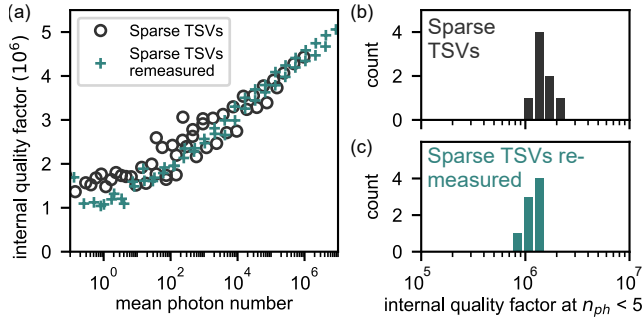 (a)
Sparse TSVs
Sparse TSVs
remeasured
internal quality factor (10⁶)
5
4
3
2
1
0
10⁰
10²
10⁴
10⁶
mean photon number
(b)
Sparse
TSVs
count
4
2
0
(c)
Sparse TSVs re-
measured
count
4
2
0
10⁵
10⁶
10⁷
internal quality factor at nₚₕ < 5